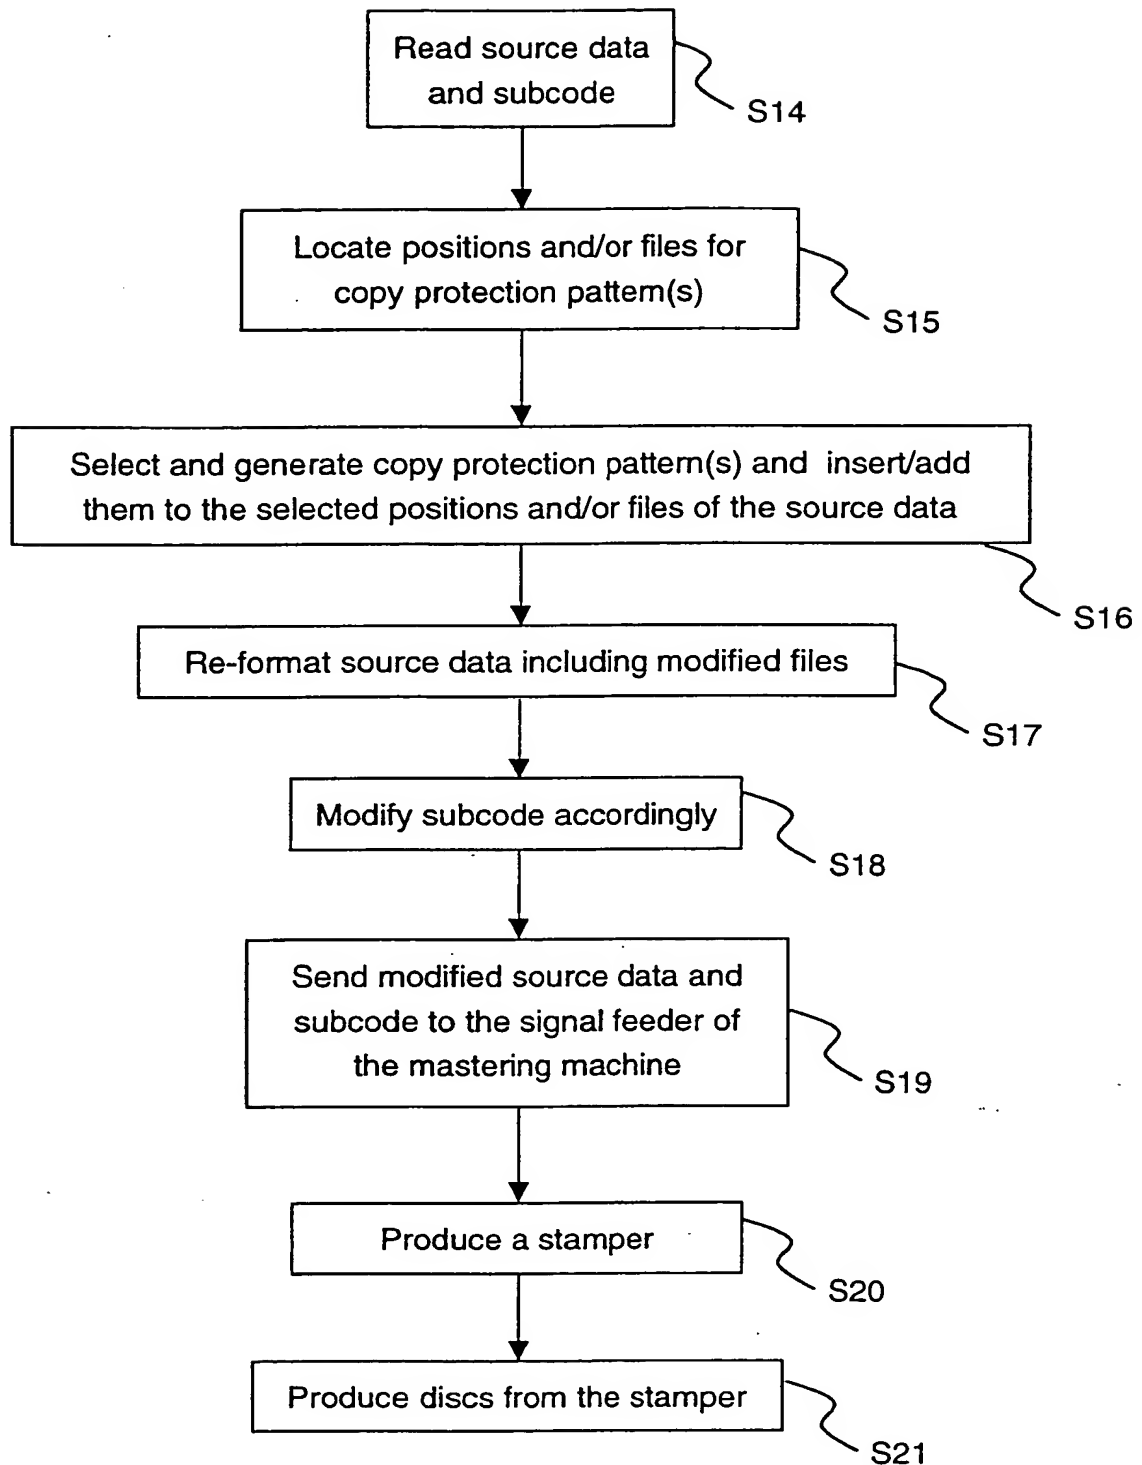 Read source data
and subcode
S14
Locate positions and/or files for
copy protection pattern(s)
S15
Select and generate copy protection pattern(s) and insert/add
them to the selected positions and/or files of the source data
S16
Re-format source data including modified files
S17
Modify subcode accordingly
S18
Send modified source data and
subcode to the signal feeder of
the mastering machine
S19
Produce a stamper
S20
Produce discs from the stamper
S21